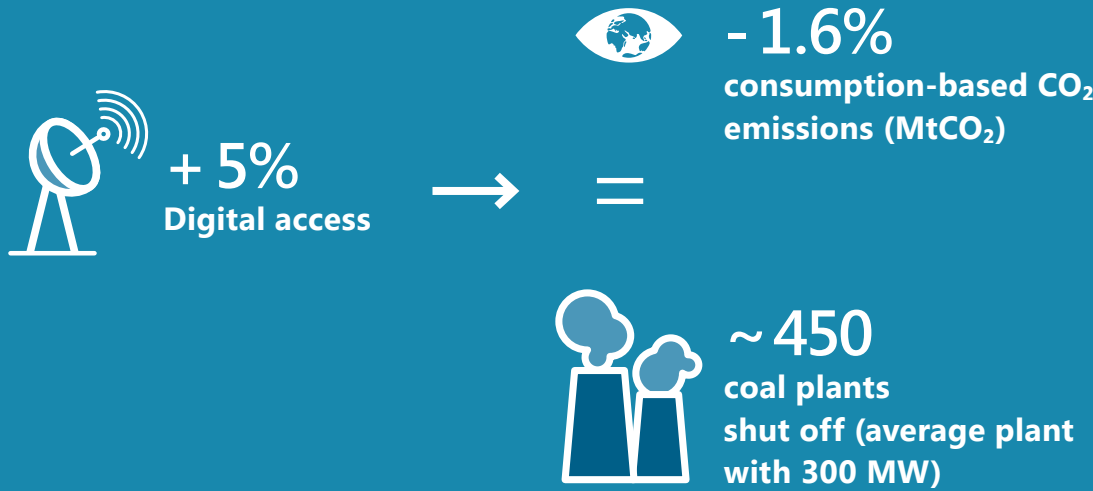 - 1.6%
consumption-based CO₂
emissions (MtCO₂)
+ 5%
Digital access
=
~ 450
coal plants
shut off (average plant
with 300 MW)